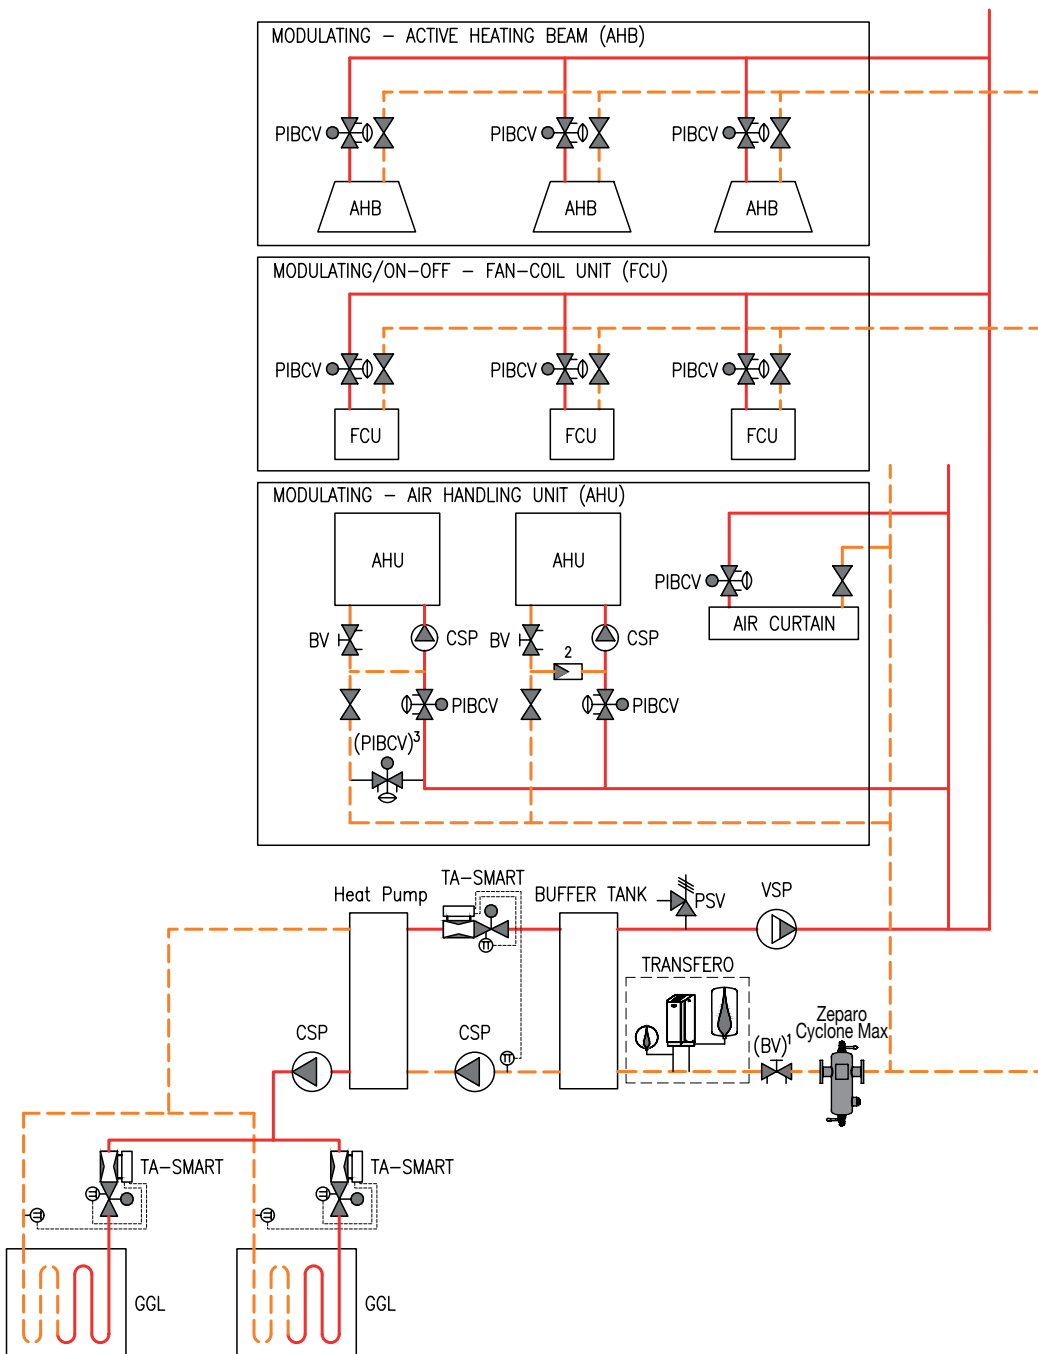 MODULATING - ACTIVE HEATING BEAM (AHB)
PIBCV
PIBCV
PIBCV
AHB
AHB
AHB
MODULATING/ON-OFF - FAN-COIL UNIT (FCU)
PIBCV
PIBCV
PIBCV
FCU
FCU
FCU
MODULATING - AIR HANDLING UNIT (AHU)
AHU
AHU
PIBCV
AIR CURTAIN
BV
CSP
BV
CSP
2
PIBCV
PIBCV
(PIBCV)³
Heat Pump
TA-SMART
BUFFER TANK
PSV
VSP
TRANSFERO
Zeparo
Cyclone Max
(BV)¹
CSP
CSP
TA-SMART
TA-SMART
GGL
GGL